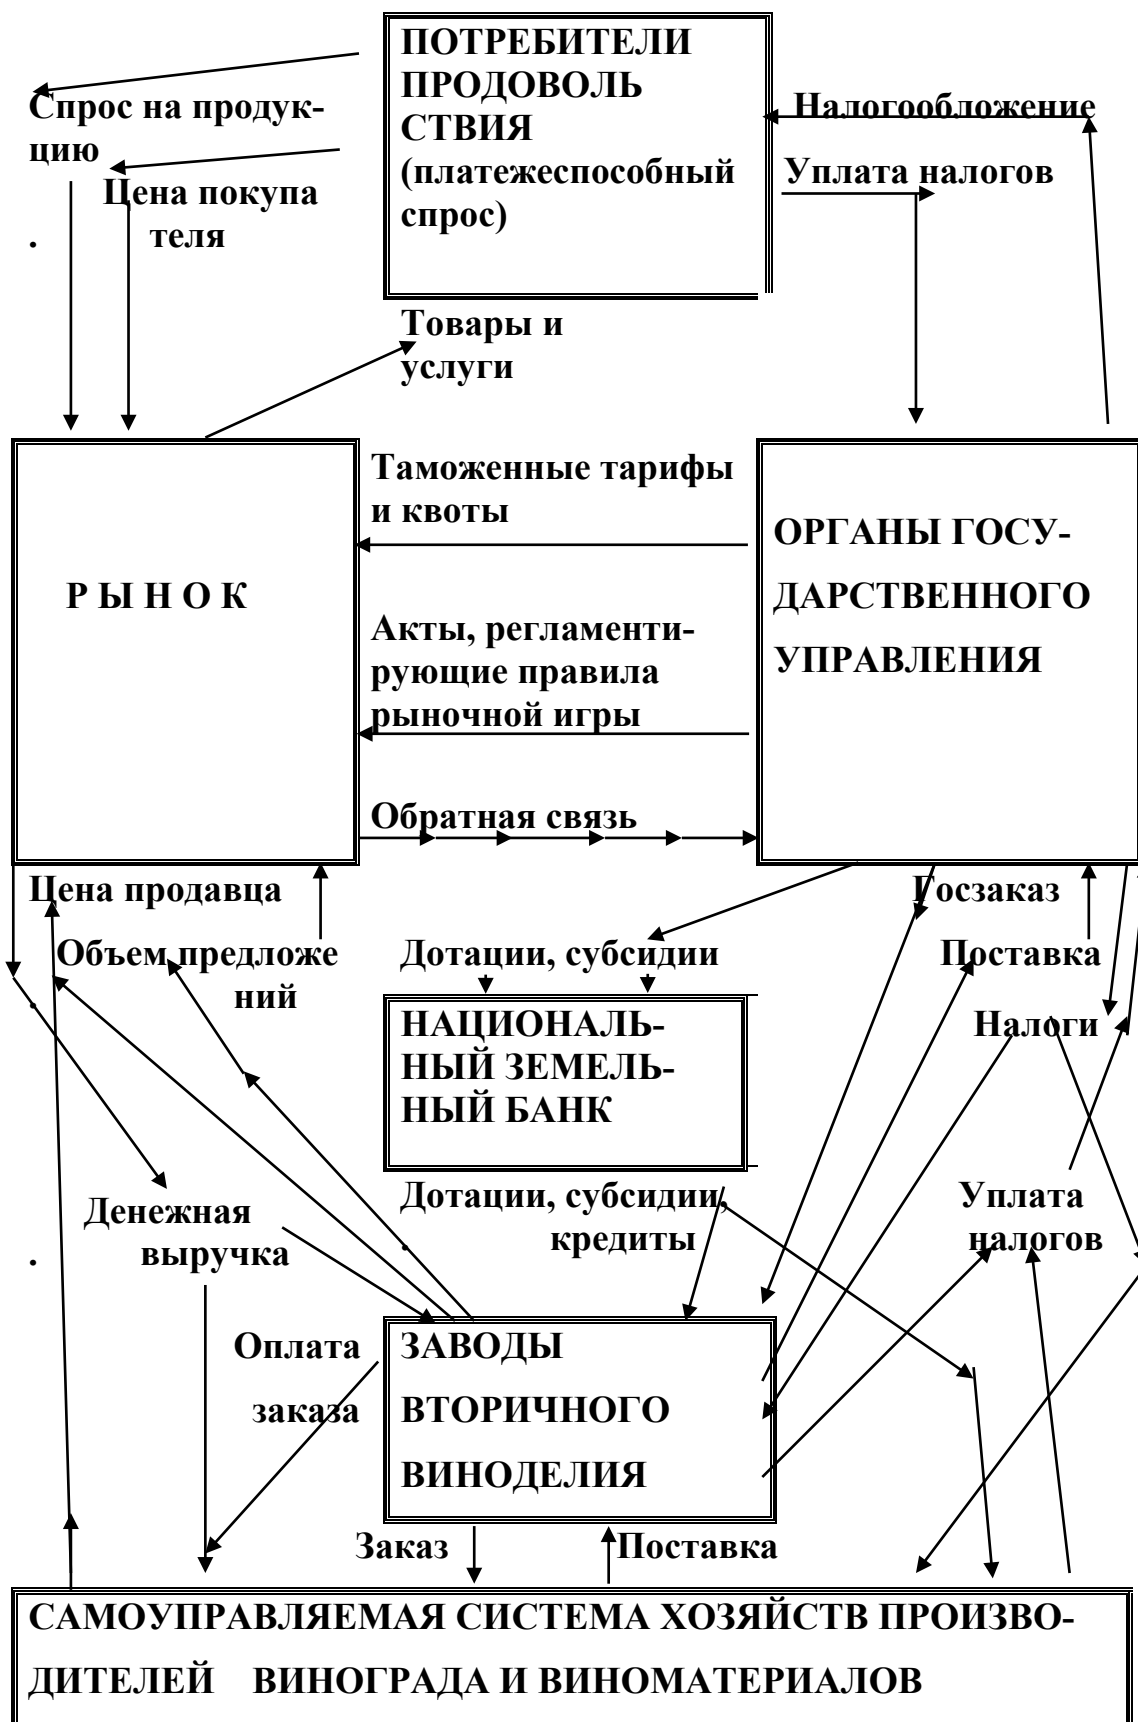 ПОТРЕБИТЕЛИ
ПРОДОВОЛЬ
СТВИЯ
(платежеспособный
спрос)
Спрос на продук-
цию
Цена покупа
. теля
Налогообложение
Уплата налогов
Товары и
услуги
Р Ы Н О К
Таможенные тарифы
и квоты
Акты, регламенти-
рующие правила
рыночной игры
Обратная связь
ОРГАНЫ ГОСУ-
ДАРСТВЕННОГО
УПРАВЛЕНИЯ
Цена продавца
Госзаказ
Объем предложе
ний
Дотации, субсидии
Поставка
НАЦИОНАЛЬ-
НЫЙ ЗЕМЕЛЬ-
НЫЙ БАНК
Налоги
Денежная
. выручка
Дотации, субсидии,
кредиты
Уплата
налогов
Оплата
заказа
ЗАВОДЫ
ВТОРИЧНОГО
ВИНОДЕЛИЯ
Заказ
Поставка
САМОУПРАВЛЯЕМАЯ СИСТЕМА ХОЗЯЙСТВ ПРОИЗВО-
ДИТЕЛЕЙ ВИНОГРАДА И ВИНОМАТЕРИАЛОВ